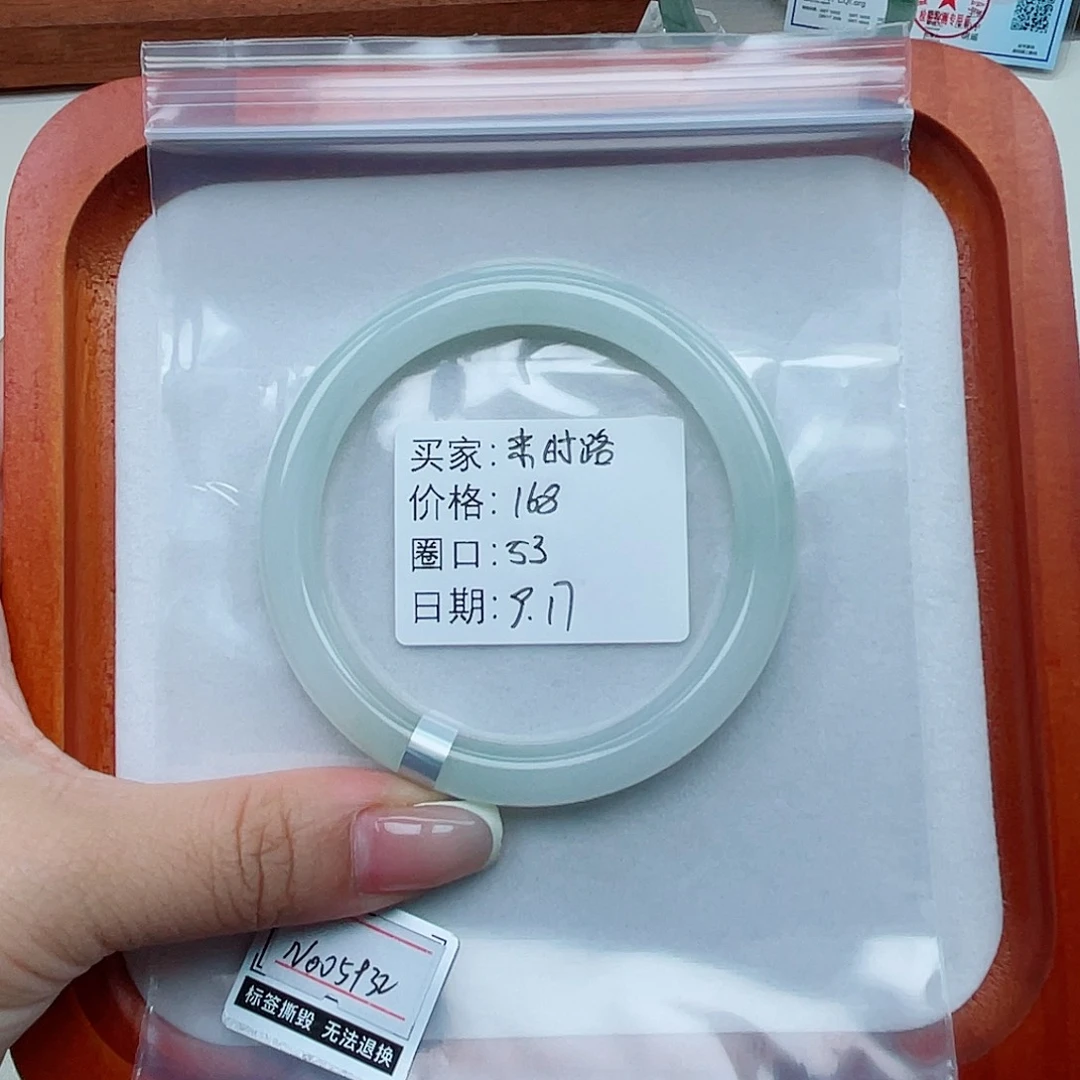 买家:来时路
价格:168
圈口:53
日期:9.17
No005932
标签撕毁 无法退换